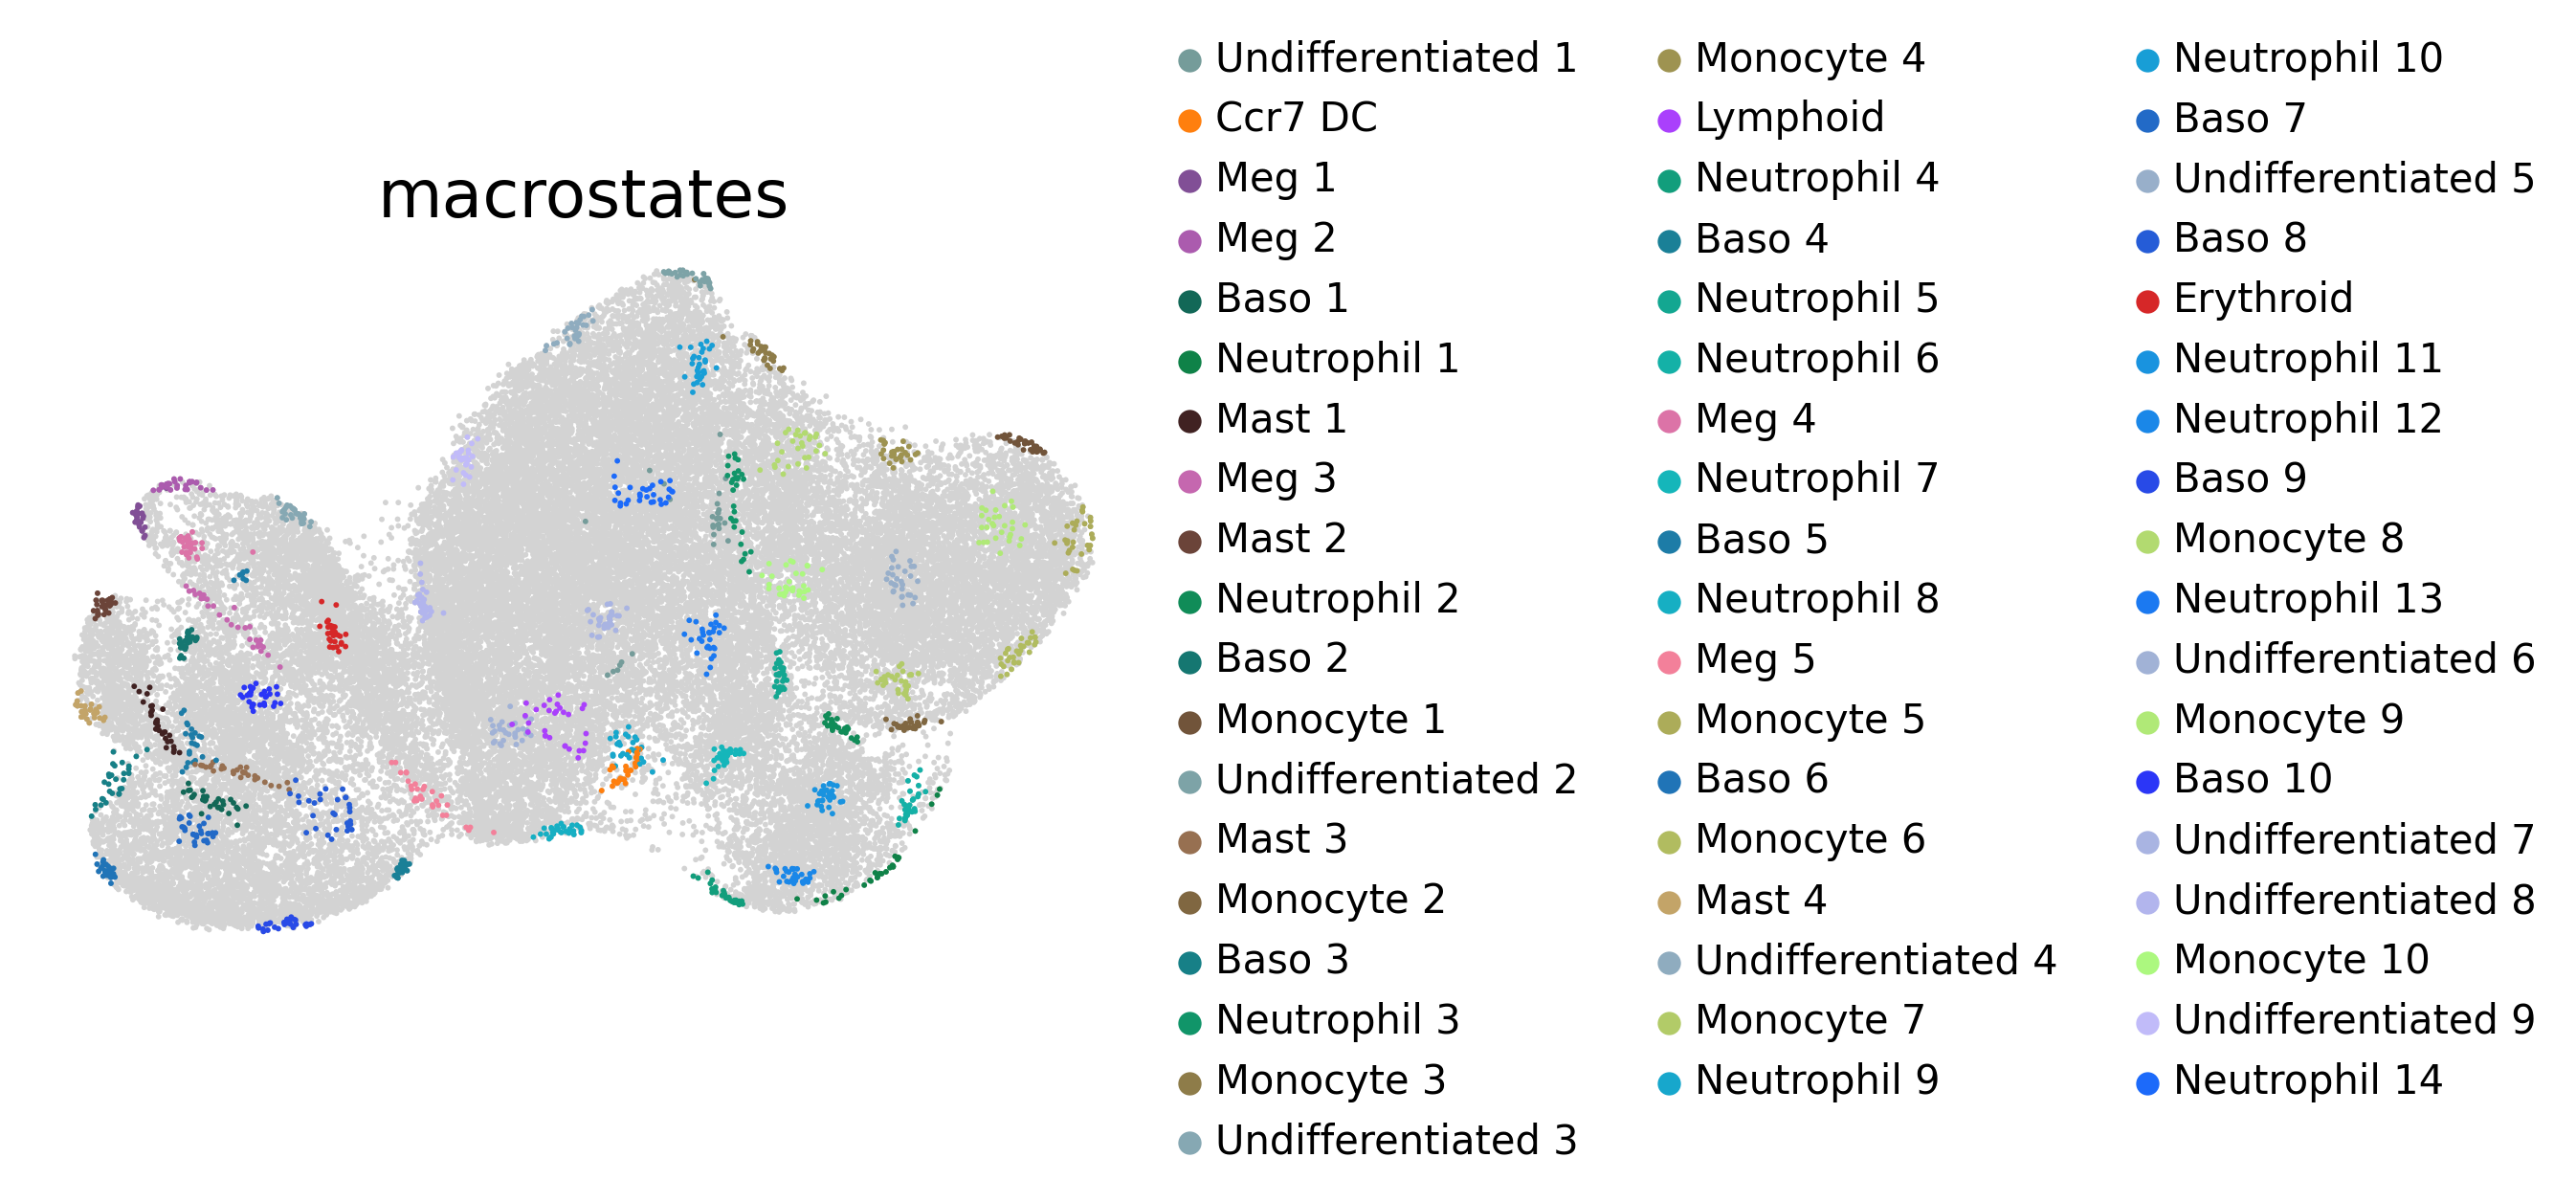 macrostates
Undifferentiated 1
Ccr7 DC
Meg 1
Meg 2
Baso 1
Neutrophil 1
Mast 1
Meg 3
Mast 2
Neutrophil 2
Baso 2
Monocyte 1
Undifferentiated 2
Mast 3
Monocyte 2
Baso 3
Neutrophil 3
Monocyte 3
Undifferentiated 3
Monocyte 4
Lymphoid
Neutrophil 4
Baso 4
Neutrophil 5
Neutrophil 6
Meg 4
Neutrophil 7
Baso 5
Neutrophil 8
Meg 5
Monocyte 5
Baso 6
Monocyte 6
Mast 4
Undifferentiated 4
Monocyte 7
Neutrophil 9
Neutrophil 10
Baso 7
Undifferentiated 5
Baso 8
Erythroid
Neutrophil 11
Neutrophil 12
Baso 9
Monocyte 8
Neutrophil 13
Undifferentiated 6
Monocyte 9
Baso 10
Undifferentiated 7
Undifferentiated 8
Monocyte 10
Undifferentiated 9
Neutrophil 14